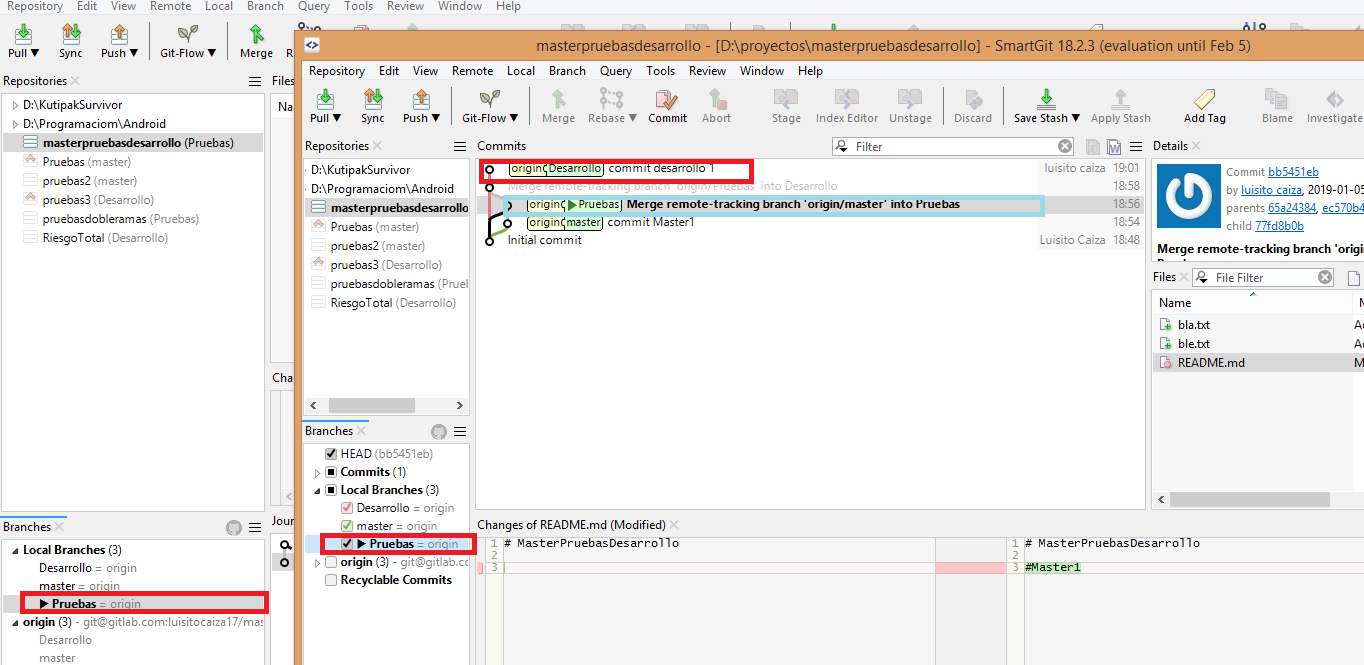 Repository Edit View Remote Local Branch Query Tools Review Window Help
Pull ▼ Sync Push ▼ Git-Flow ▼ Merge
Repositories
Files
D:\KutipakSurvivor
D:\Programaciom\Android
masterpruebasdesarrollo (Pruebas)
Pruebas (master)
pruebas2 (master)
pruebas3 (Desarrollo)
pruebasdobleramas (Pruebas)
RiesgoTotal (Desarrollo)
Branches
Local Branches (3)
Desarrollo = origin
master = origin
Pruebas = origin
origin (3) - git@gitlab.com:luisitocaiza17/mas
Desarrollo
master
masterpruebasdesarrollo - [D:\proyectos\masterpruebasdesarrollo] - SmartGit 18.2.3 (evaluation until Feb 5)
Repository Edit View Remote Local Branch Query Tools Review Window Help
Pull ▼ Sync Push ▼ Git-Flow ▼ Merge Rebase ▼ Commit Abort Stage Index Editor Unstage Discard Save Stash ▼ Apply Stash Add Tag Blame Investigate
Repositories
D:\KutipakSurvivor
D:\Programaciom\Android
masterpruebasdesarrollo
Pruebas (master)
pruebas2 (master)
pruebas3 (Desarrollo)
pruebasdobleramas (Prue
RiesgoTotal (Desarrollo)
Branches
HEAD (bb5451eb)
Commits (1)
Local Branches (3)
Desarrollo = origin
master = origin
Pruebas = origin
origin (3) - git@gitlab.co
Recyclable Commits
Commits
Filter
origin Desarrollo commit desarrollo 1 luisito caiza 19:01
Merge remote-tracking branch 'origin/Pruebas' into Desarrollo 18:58
origin Pruebas Merge remote-tracking branch 'origin/master' into Pruebas 18:56
origin master commit Master1 18:54
Initial commit Luisito Caiza 18:48
Details
Commit bb5451eb
by luisito caiza, 2019-01-05
parents 65a24384, ec570b4
child 77fd8b0b
Merge remote-tracking branch 'origi
Files
File Filter
Name
bla.txt
ble.txt
README.md
Changes of README.md (Modified)
1 # MasterPruebasDesarrollo
2
3
1 # MasterPruebasDesarrollo
2
3 #Master1